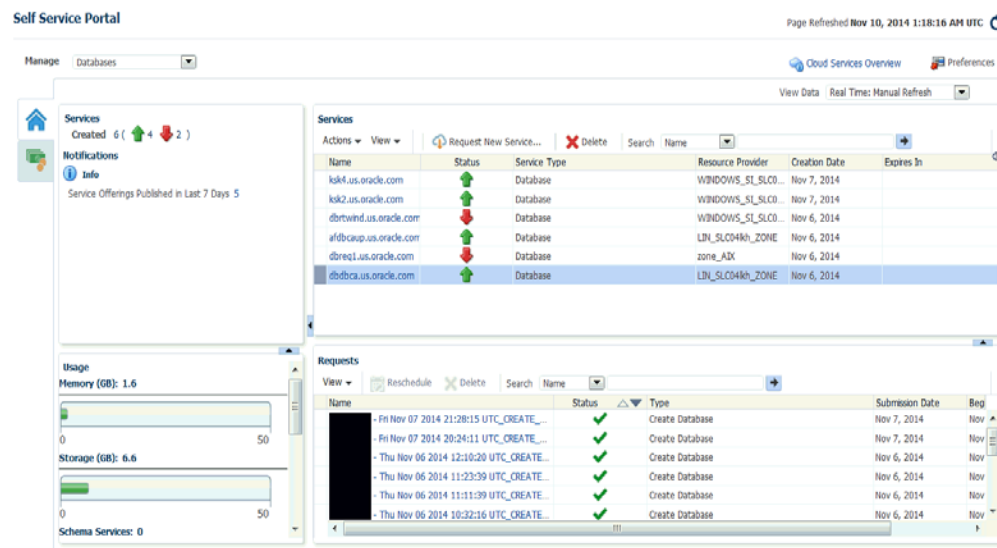 Self Service Portal
Page Refreshed Nov 10, 2014 1:18:16 AM UTC
Manage Databases
Cloud Services Overview Preferences
View Data Real Time: Manual Refresh
Services
Created 6 ( 4 2 )
Notifications
Info
Service Offerings Published in Last 7 Days 5
Services
Actions View Request New Service... Delete Search Name
Name Status Service Type Resource Provider Creation Date Expires In
ksk4.us.oracle.com Database WINDOWS_SI_SLC0... Nov 7, 2014
ksk2.us.oracle.com Database WINDOWS_SI_SLC0... Nov 7, 2014
dbrtwind.us.oracle.com Database WINDOWS_SI_SLC0... Nov 6, 2014
afdbcaup.us.oracle.com Database LIN_SLC04lkh_ZONE Nov 6, 2014
dbreq1.us.oracle.com Database zone_AIX Nov 6, 2014
dbdbca.us.oracle.com Database LIN_SLC04lkh_ZONE Nov 6, 2014
Usage
Memory (GB): 1.6
0 50
Storage (GB): 6.6
0 50
Schema Services: 0
Requests
View Reschedule Delete Search Name
Name Status Type Submission Date Beg
- Fri Nov 07 2014 21:28:15 UTC_CREATE_... Create Database Nov 7, 2014 Nov
- Fri Nov 07 2014 20:24:11 UTC_CREATE_... Create Database Nov 7, 2014 Nov
- Thu Nov 06 2014 12:10:20 UTC_CREATE... Create Database Nov 6, 2014 Nov
- Thu Nov 06 2014 11:23:39 UTC_CREATE... Create Database Nov 6, 2014 Nov
- Thu Nov 06 2014 11:11:39 UTC_CREATE... Create Database Nov 6, 2014 Nov
- Thu Nov 06 2014 10:32:16 UTC_CREATE... Create Database Nov 6, 2014 Nov